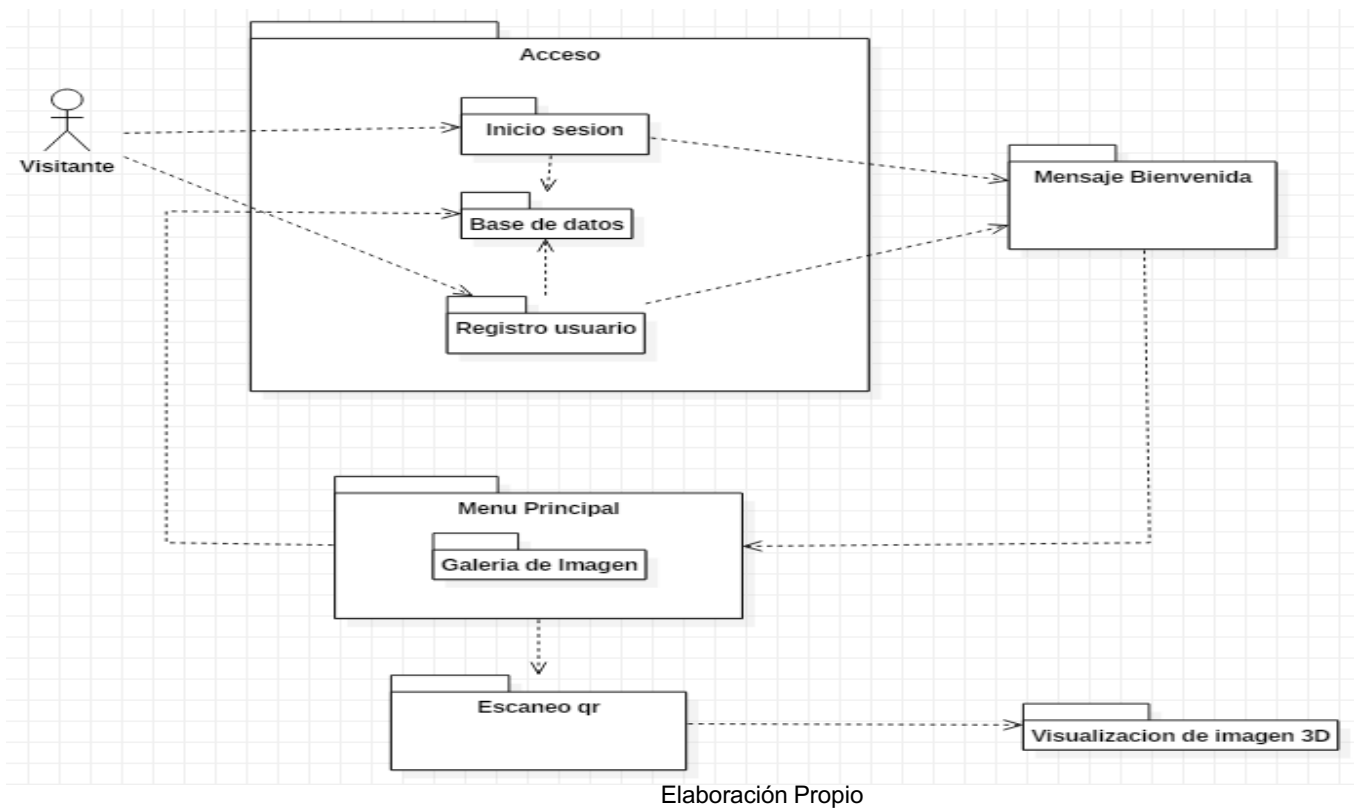 Acceso
Inicio sesion
Visitante
Mensaje Bienvenida
Base de datos
Registro usuario
Menu Principal
Galeria de Imagen
Escaneo qr
Visualizacion de imagen 3D
Elaboración Propio